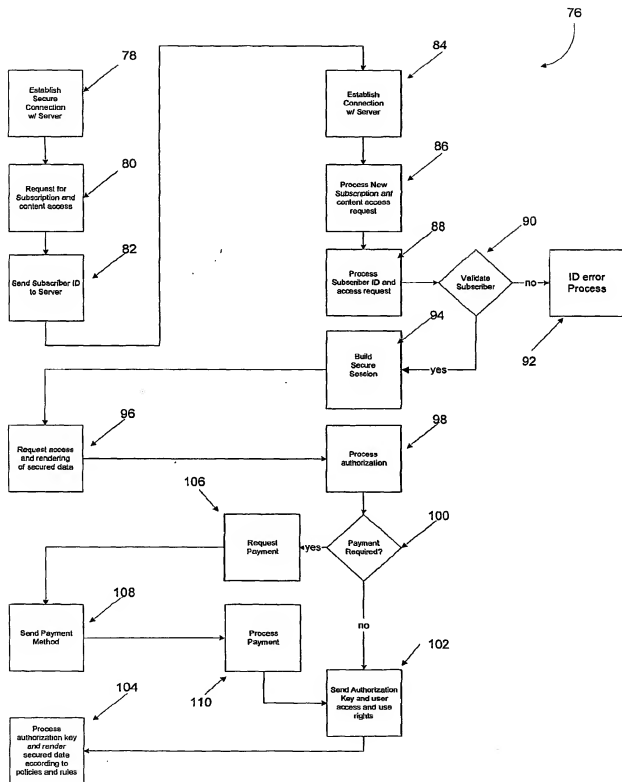 76
78
Establish
Secure
Connection
w/ Server
84
Establish
Connection
w/ Server
80
Request for
Subscription and
content access
86
Process New
Subscription and
content access
request
82
Send Subscriber ID
to Server
88
Process
Subscriber ID and
access request
90
Validate
Subscriber
no
ID error
Process
92
94
Build
Secure
Session
yes
96
Request access
and rendering
of secured data
98
Process
authorization
106
Request
Payment
yes
Payment
Required?
100
108
Send Payment
Method
Process
Payment
110
no
102
Send Authorization
Key and user
access and use
rights
104
Process
authorization key
and render
secured date
according to
policies and rules